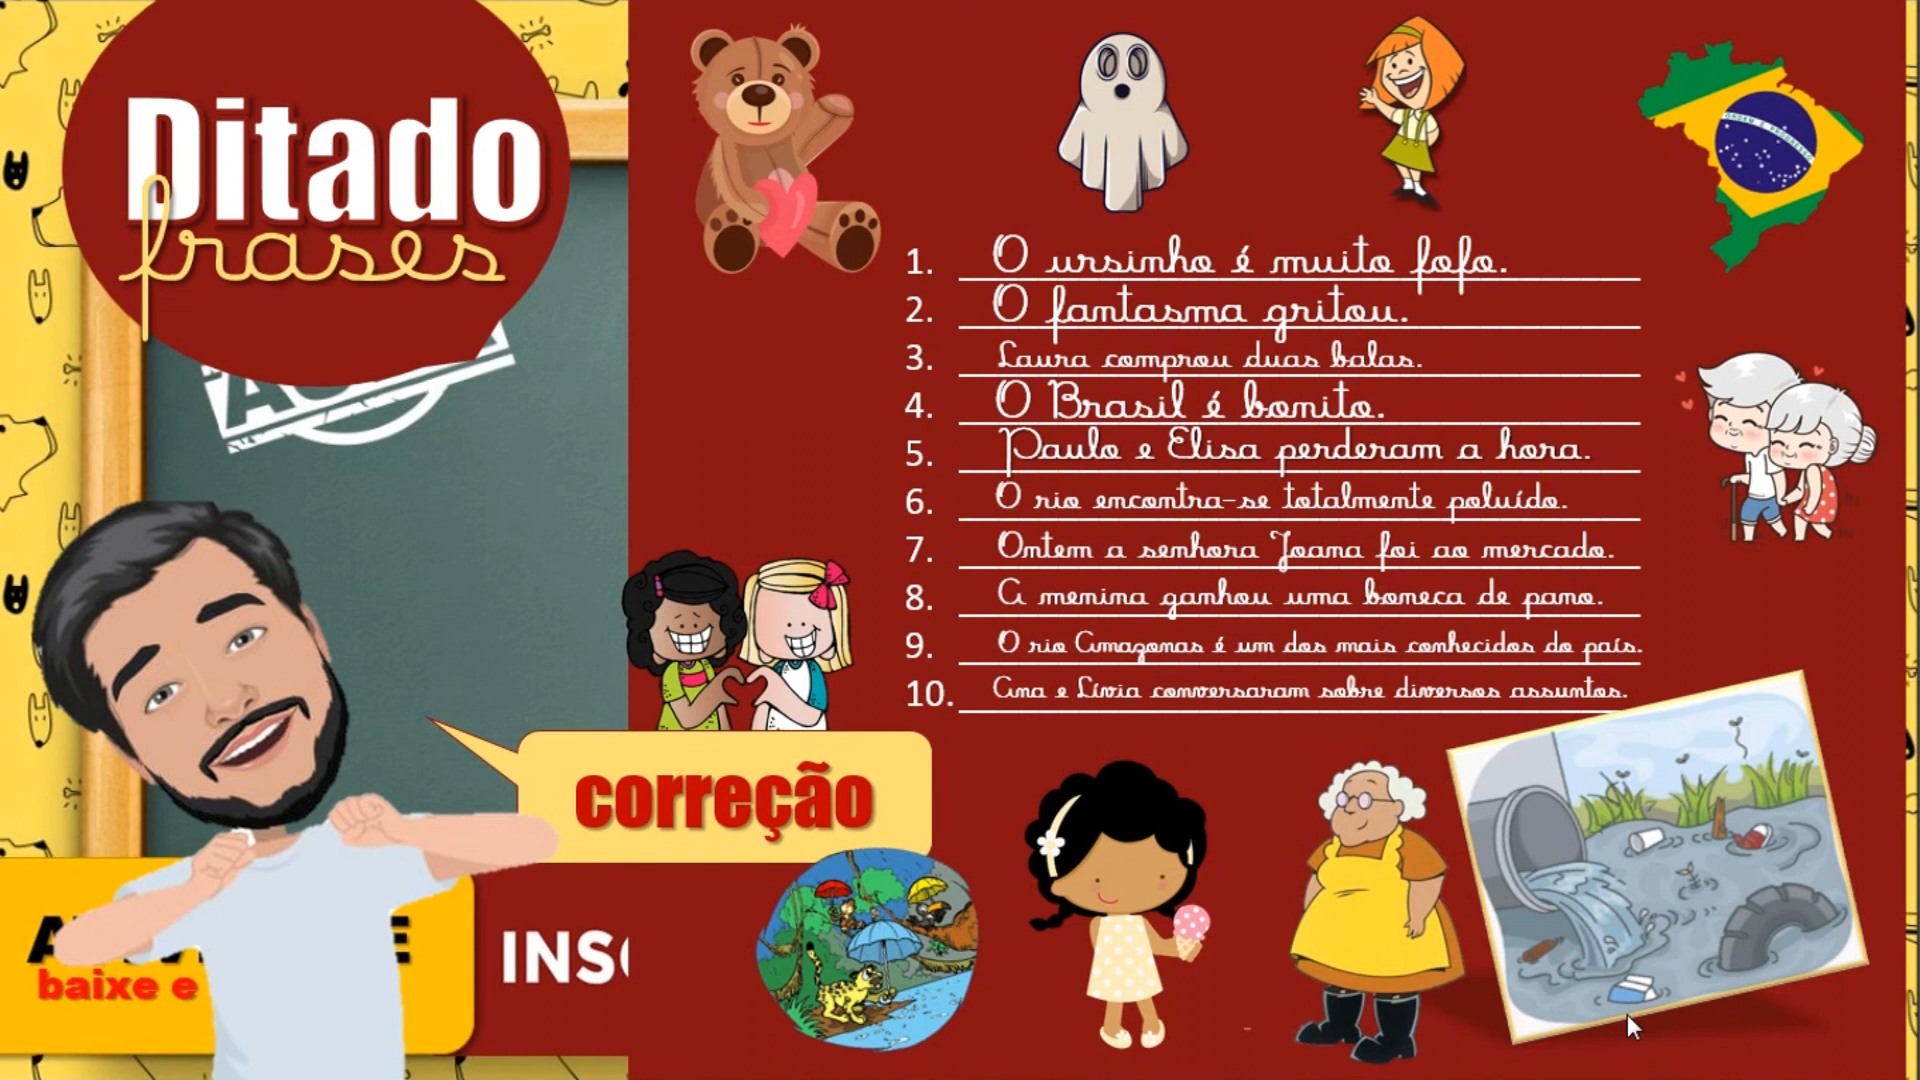 Ditado
frases
1. O ursinho é muito fofo.
2. O fantasma gritou.
3. Laura comprou duas balas.
4. O Brasil é bonito.
5. Paulo e Elisa perderam a hora.
6. O rio encontra-se totalmente poluído.
7. Ontem a senhora Joana foi ao mercado.
8. A menina ganhou uma boneca de pano.
9. O rio Amazonas é um dos mais conhecidos do país.
10. Ana e Lívia conversaram sobre diversos assuntos.
correção
baixe e
ORDEM E PROGRESSO